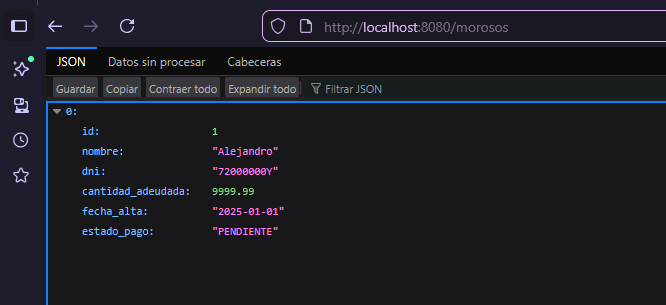 http://localhost:8080/morosos
JSON Datos sin procesar Cabeceras
Guardar Copiar Contraer todo Expandir todo Filtrar JSON
0:
id: 1
nombre: "Alejandro"
dni: "72000000Y"
cantidad_adeudada: 9999.99
fecha_alta: "2025-01-01"
estado_pago: "PENDIENTE"